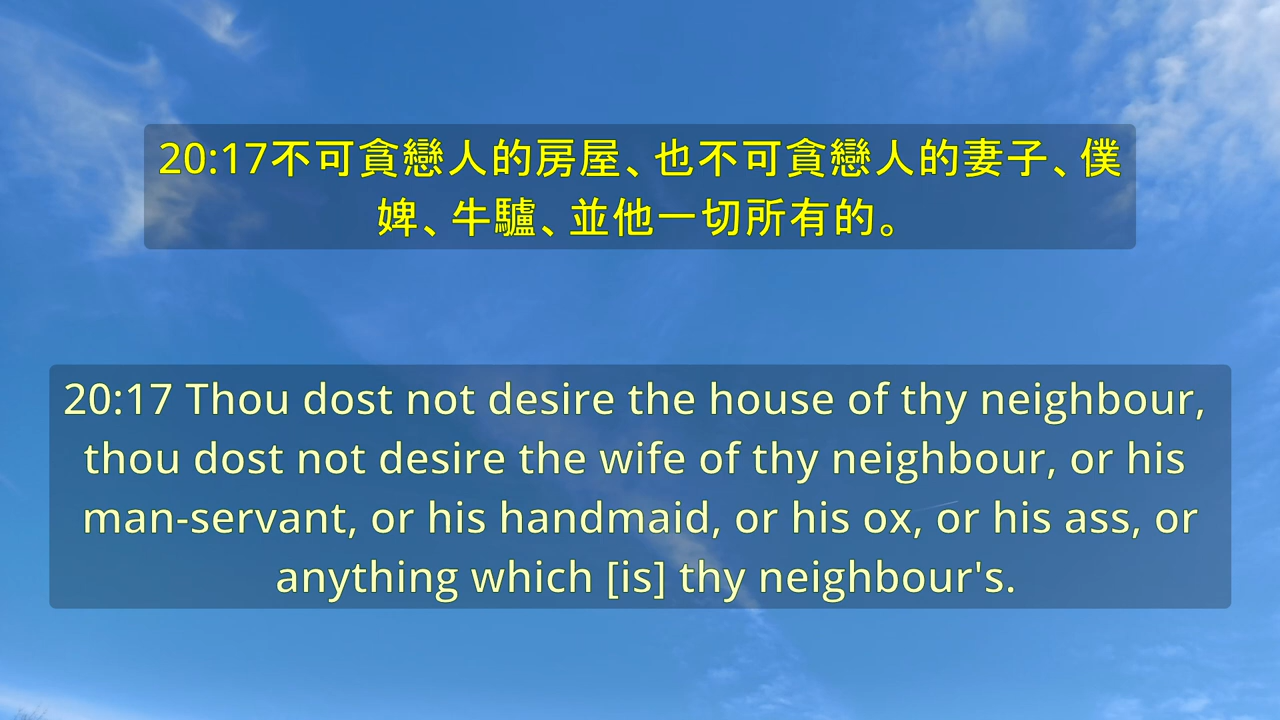 20:17不可貪戀人的房屋、也不可貪戀人的妻子、僕
婢、牛驢、並他一切所有的。
20:17 Thou dost not desire the house of thy neighbour,
thou dost not desire the wife of thy neighbour, or his
man-servant, or his handmaid, or his ox, or his ass, or
anything which [is] thy neighbour's.